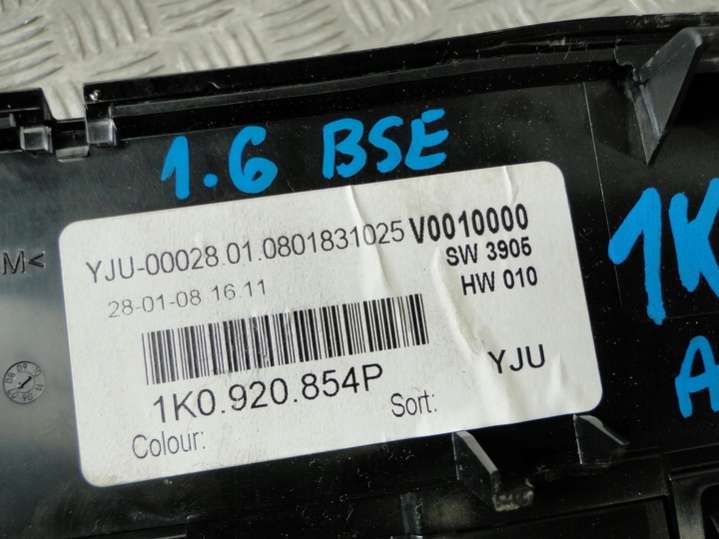 1.6 BSE
1K
A
M<
YJU-00028.01.0801831025 V0010000
28-01-08 16.11
SW 3905
HW 010
1K0.920.854P
YJU
Colour:
Sort: